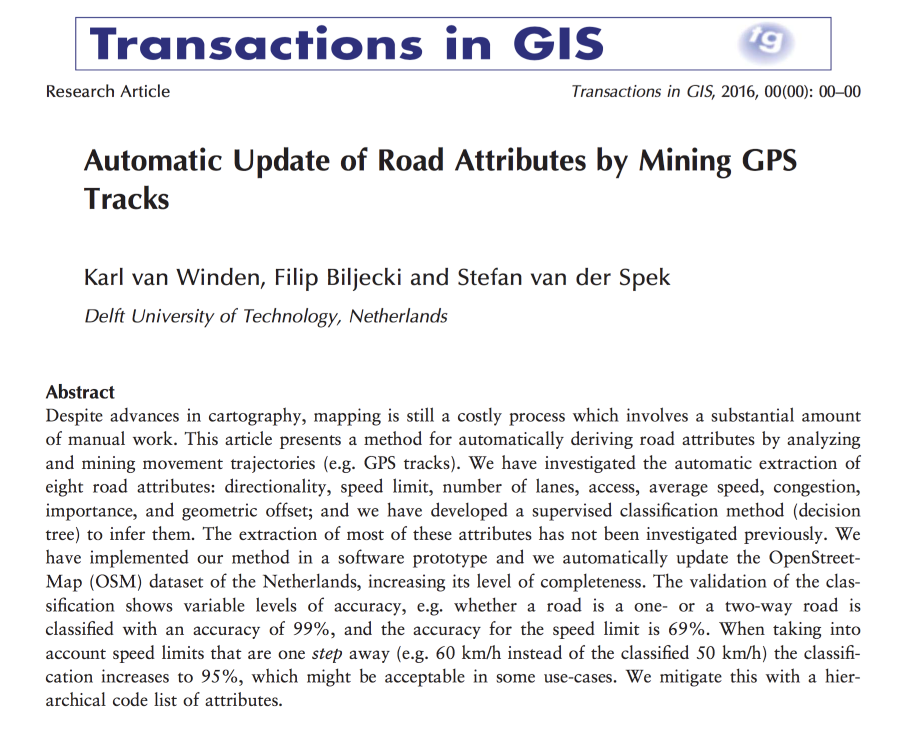 Transactions in GIS
tg
Research Article
Transactions in GIS, 2016, 00(00): 00–00
Automatic Update of Road Attributes by Mining GPS
Tracks
Karl van Winden, Filip Biljecki and Stefan van der Spek
Delft University of Technology, Netherlands
Abstract
Despite advances in cartography, mapping is still a costly process which involves a substantial amount
of manual work. This article presents a method for automatically deriving road attributes by analyzing
and mining movement trajectories (e.g. GPS tracks). We have investigated the automatic extraction of
eight road attributes: directionality, speed limit, number of lanes, access, average speed, congestion,
importance, and geometric offset; and we have developed a supervised classification method (decision
tree) to infer them. The extraction of most of these attributes has not been investigated previously. We
have implemented our method in a software prototype and we automatically update the OpenStreet-
Map (OSM) dataset of the Netherlands, increasing its level of completeness. The validation of the clas-
sification shows variable levels of accuracy, e.g. whether a road is a one- or a two-way road is
classified with an accuracy of 99%, and the accuracy for the speed limit is 69%. When taking into
account speed limits that are one step away (e.g. 60 km/h instead of the classified 50 km/h) the classifi-
cation increases to 95%, which might be acceptable in some use-cases. We mitigate this with a hier-
archical code list of attributes.